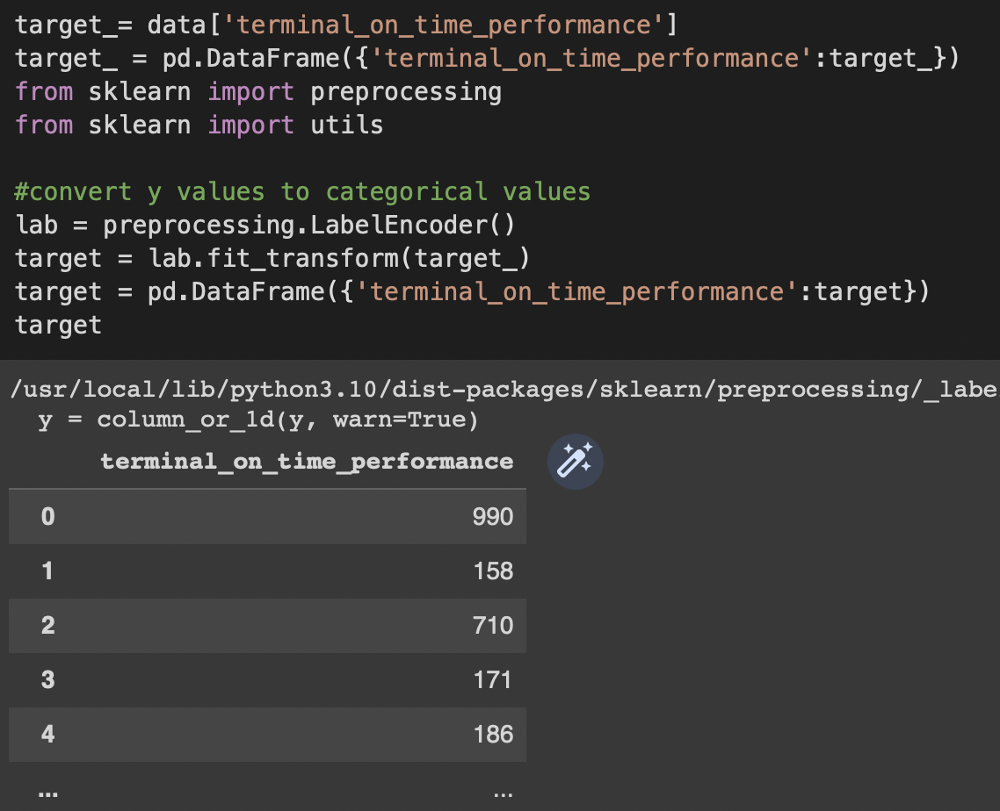 target_= data['terminal_on_time_performance']
target_ = pd.DataFrame({'terminal_on_time_performance':target_})
from sklearn import preprocessing
from sklearn import utils
#convert y values to categorical values
lab = preprocessing.LabelEncoder()
target = lab.fit_transform(target_)
target = pd.DataFrame({'terminal_on_time_performance':target})
target
/usr/local/lib/python3.10/dist-packages/sklearn/preprocessing/_labe
y = column_or_1d(y, warn=True)
terminal_on_time_performance
0 990
1 158
2 710
3 171
4 186
... ...